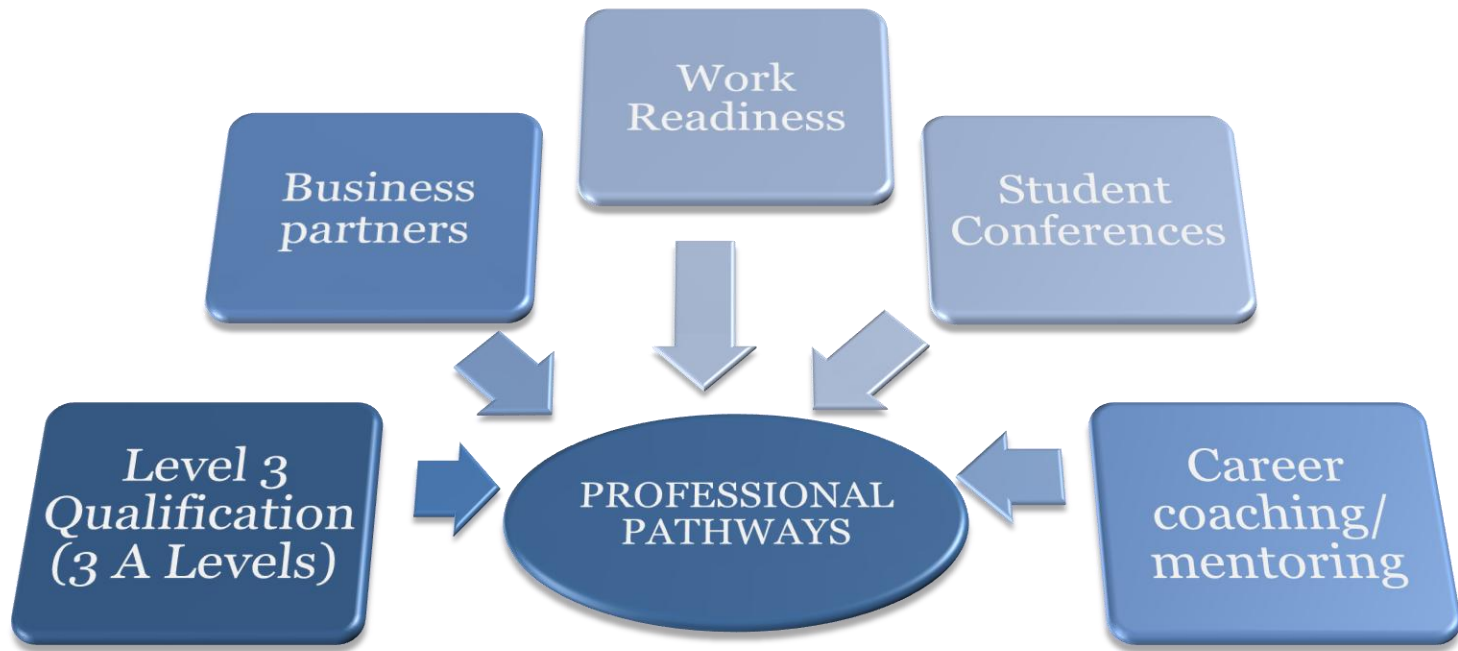 Work
Readiness
Business
partners
Student
Conferences
Level 3
Qualification
(3 A Levels)
PROFESSIONAL
PATHWAYS
Career
coaching/
mentoring